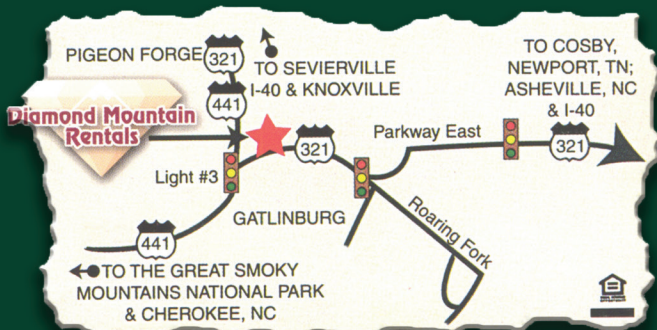 PIGEON FORGE
321
TO SEVIERVILLE
I-40 & KNOXVILLE
TO COSBY,
NEWPORT, TN;
ASHEVILLE, NC
& I-40
441
Diamond Mountain
Rentals
321
Parkway East
321
Light #3
GATLINBURG
Roaring Fork
441
TO THE GREAT SMOKY
MOUNTAINS NATIONAL PARK
& CHEROKEE, NC